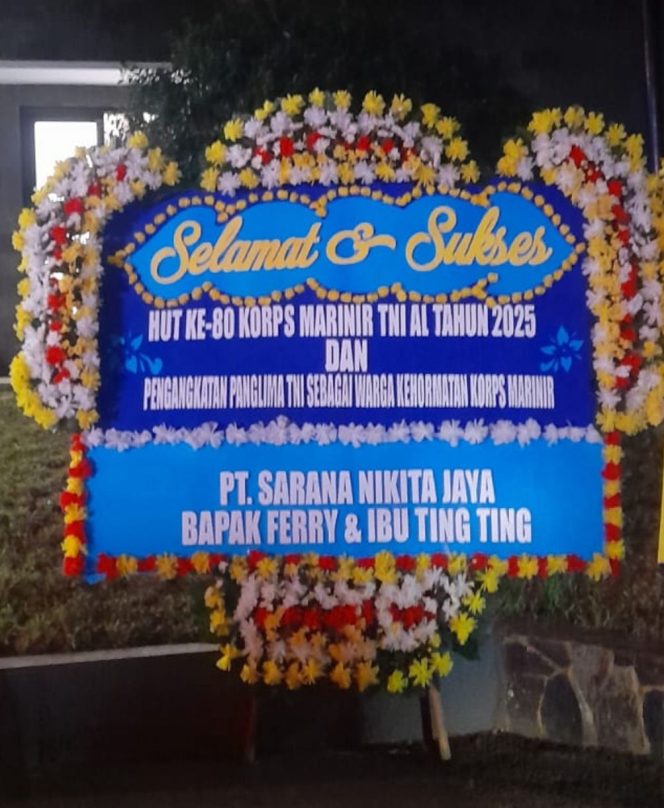 Selamat & Sukses
HUT KE-80 KORPS MARINIR TNI AL TAHUN 2025
DAN
PENGANGKATAN PANGLIMA TNI SEBAGAI WARGA KEHORMATAN KORPS MARINIR
PT. SARANA NIKITA JAYA
BAPAK FERRY & IBU TING TING